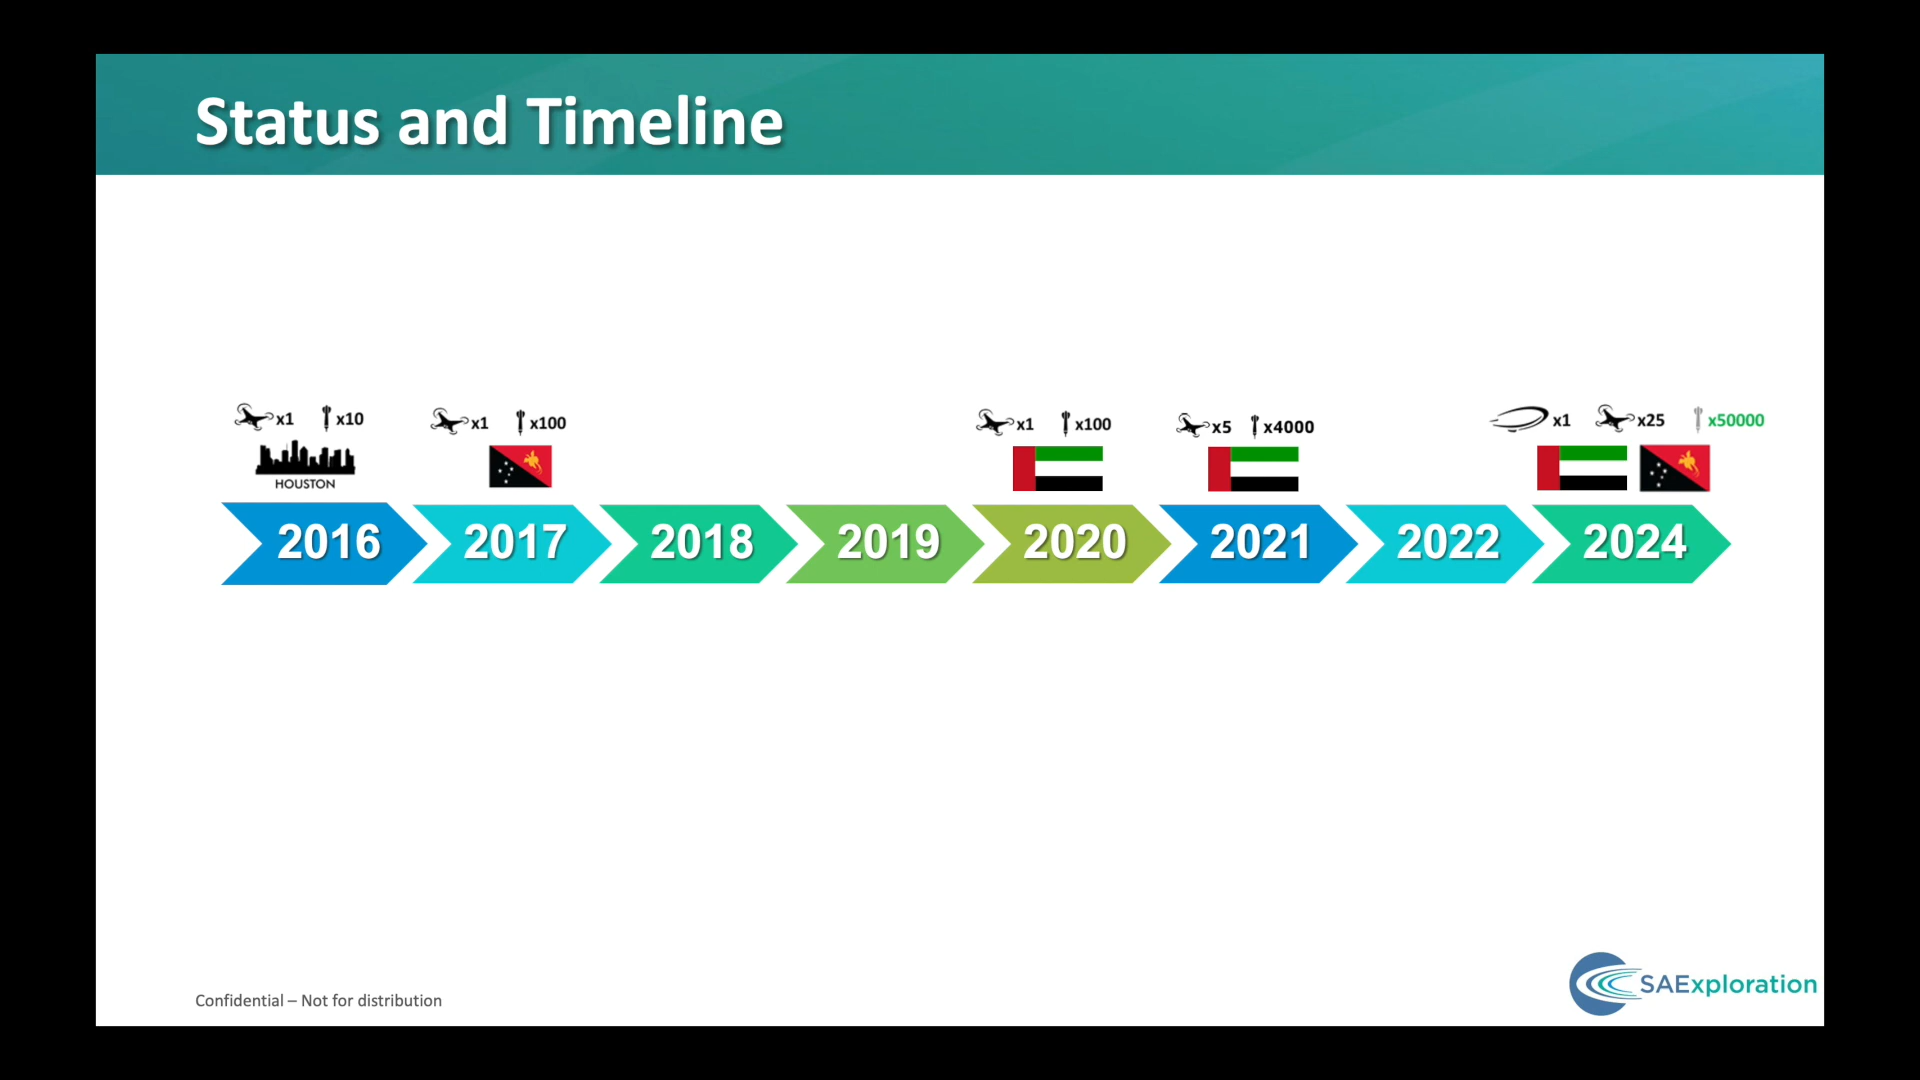 Status and Timeline
x1 x10
HOUSTON
x1 x100
x1 x100
x5 x4000
x1 x25 x50000
2016 2017 2018 2019 2020 2021 2022 2024
Confidential – Not for distribution
SAExploration